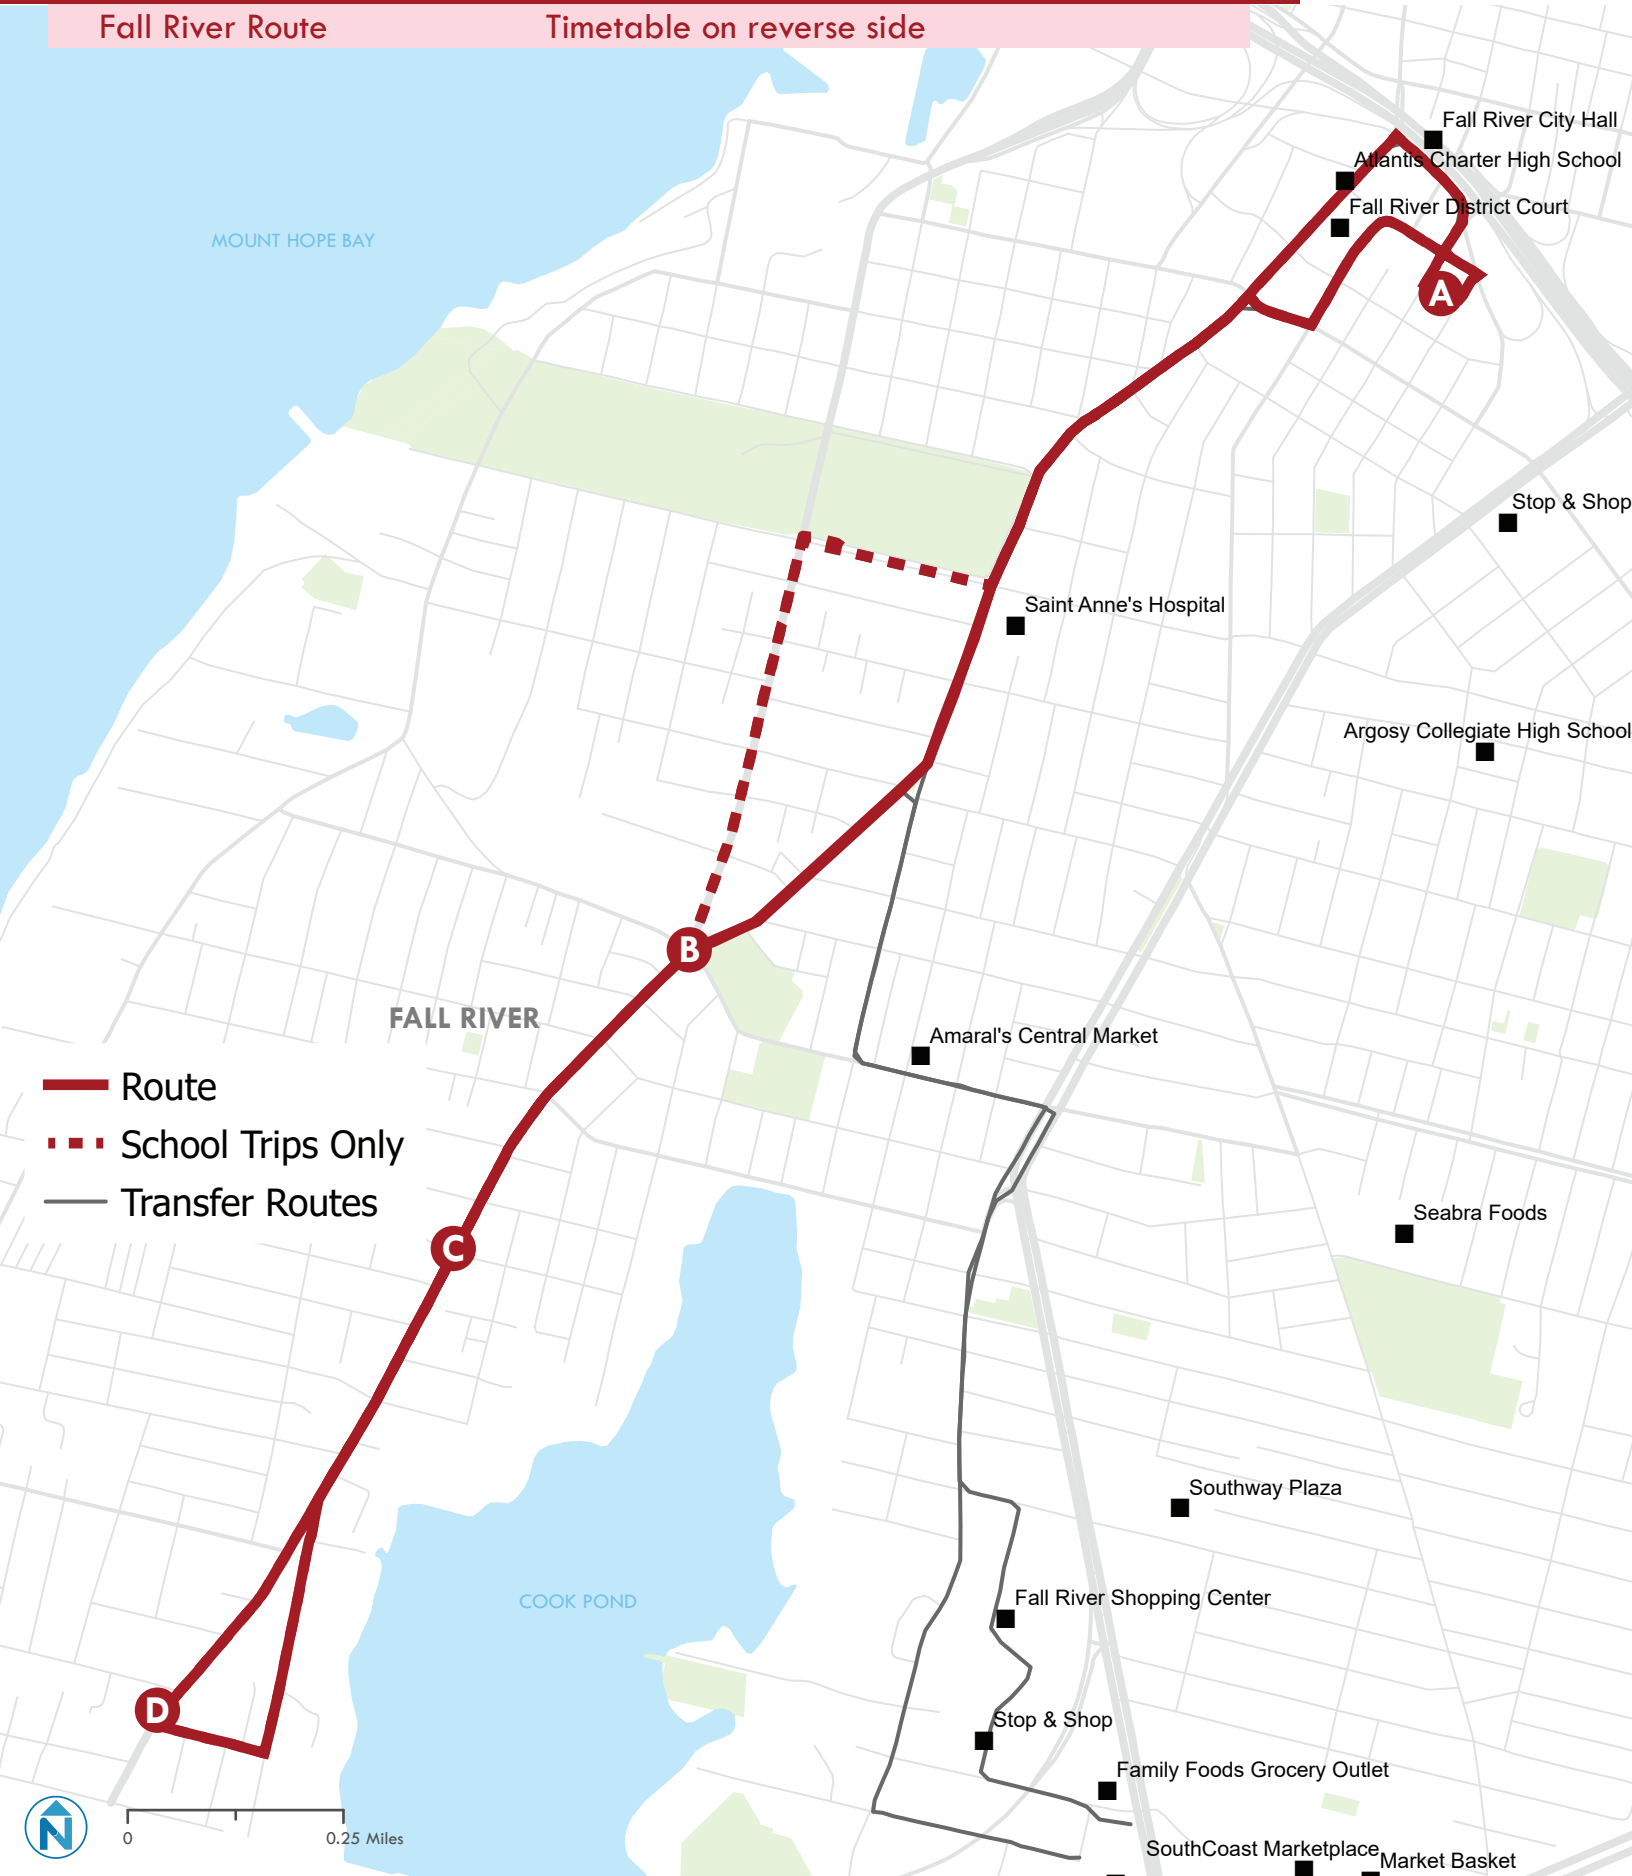 Fall River Route
Timetable on reverse side
Fall River City Hall
Atlantis Charter High School
Fall River District Court
MOUNT HOPE BAY
A
Stop & Shop
Saint Anne's Hospital
Argosy Collegiate High School
B
FALL RIVER
Amaral's Central Market
Route
School Trips Only
Transfer Routes
Seabra Foods
C
Southway Plaza
COOK POND
Fall River Shopping Center
D
Stop & Shop
Family Foods Grocery Outlet
N
0
0.25 Miles
SouthCoast Marketplace
Market Basket